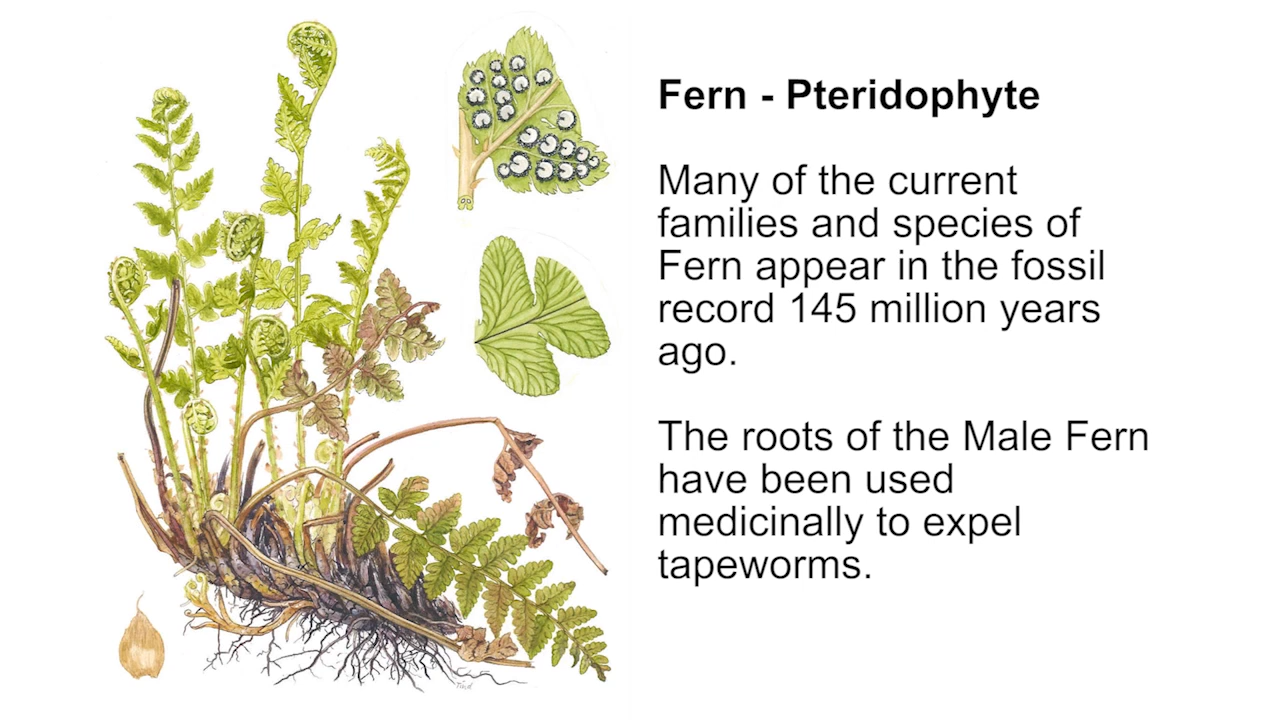 Fern - Pteridophyte
Many of the current
families and species of
Fern appear in the fossil
record 145 million years
ago.
The roots of the Male Fern
have been used
medicinally to expel
tapeworms.